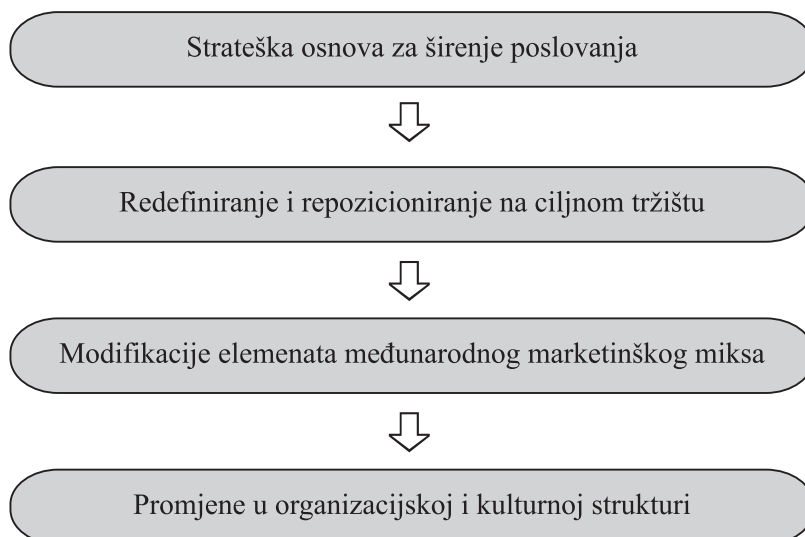 Strateška osnova za širenje poslovanja
Redefiniranje i repozicioniranje na ciljnom tržištu
Modifikacije elemenata međunarodnog marketinškog miksa
Promjene u organizacijskoj i kulturnoj strukturi